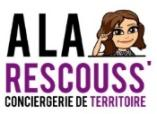 A LA
RESCOUSS'
CONCIERGERIE DE TERRITOIRE